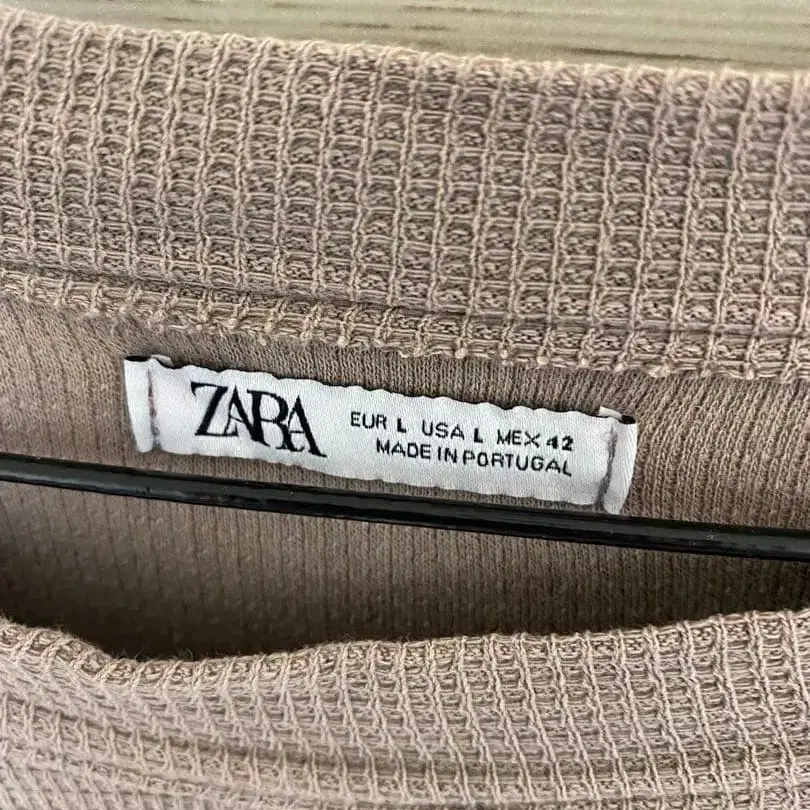 ZARA
EUR L USA L MEX 42
MADE IN PORTUGAL